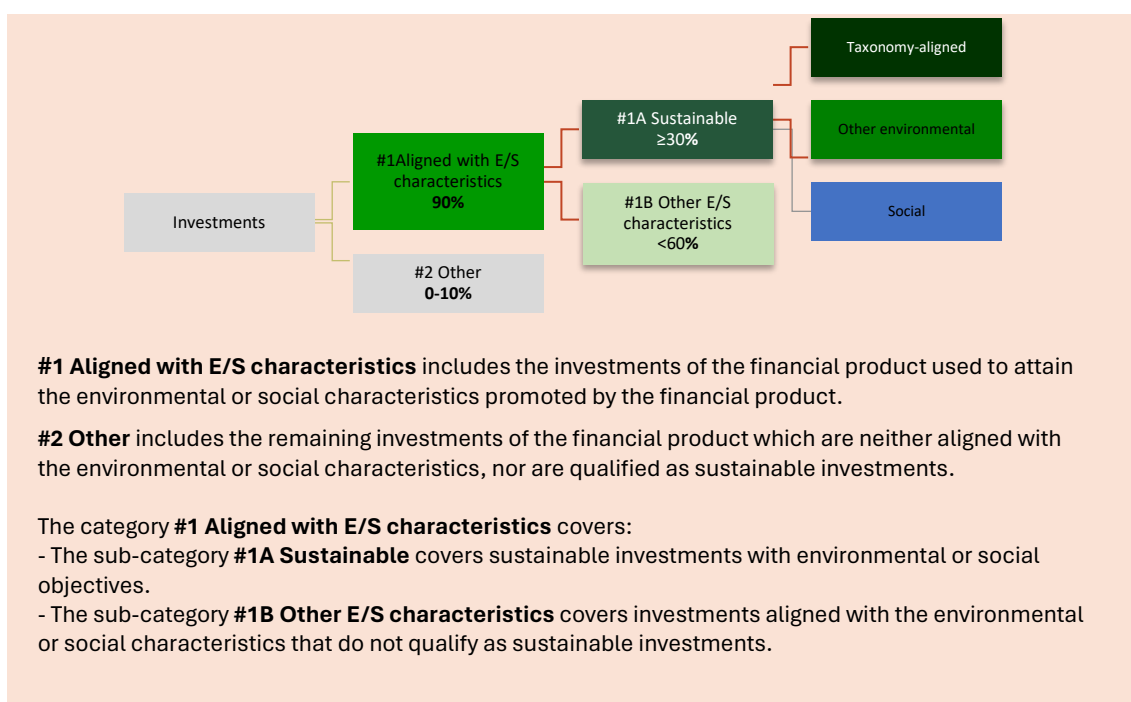 Taxonomy-aligned
#1A Sustainable
≥30%
Other environmental
#1Aligned with E/S
characteristics
90%
#1B Other E/S
characteristics
<60%
Investments
Social
#2 Other
0-10%
#1 Aligned with E/S characteristics includes the investments of the financial product used to attain
the environmental or social characteristics promoted by the financial product.
#2 Other includes the remaining investments of the financial product which are neither aligned with
the environmental or social characteristics, nor are qualified as sustainable investments.
The category #1 Aligned with E/S characteristics covers:
- The sub-category #1A Sustainable covers sustainable investments with environmental or social
objectives.
- The sub-category #1B Other E/S characteristics covers investments aligned with the environmental
or social characteristics that do not qualify as sustainable investments.